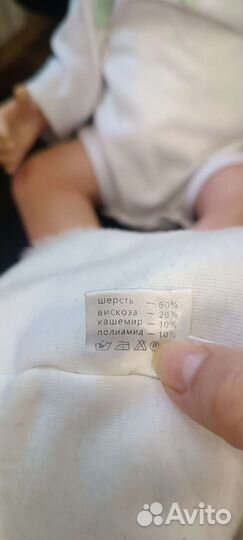 шерсть — 60%
вискоза — 20%
кашемир — 10%
полиамид — 10%
Avito